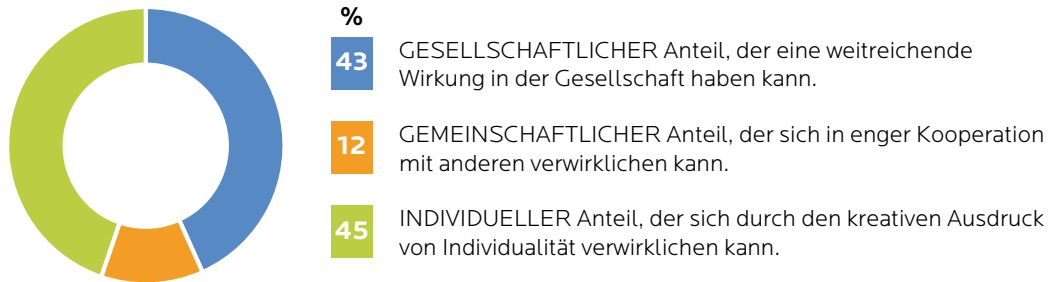 %
43 GESELLSCHAFTLICHER Anteil, der eine weitreichende
Wirkung in der Gesellschaft haben kann.
12 GEMEINSCHAFTLICHER Anteil, der sich in enger Kooperation
mit anderen verwirklichen kann.
45 INDIVIDUELLER Anteil, der sich durch den kreativen Ausdruck
von Individualität verwirklichen kann.